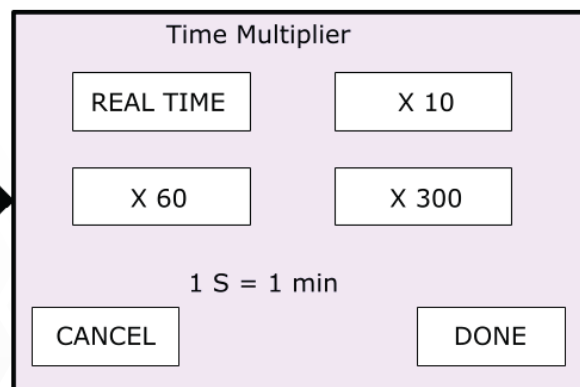 Time Multiplier
REAL TIME
X 10
X 60
X 300
1 S = 1 min
CANCEL
DONE